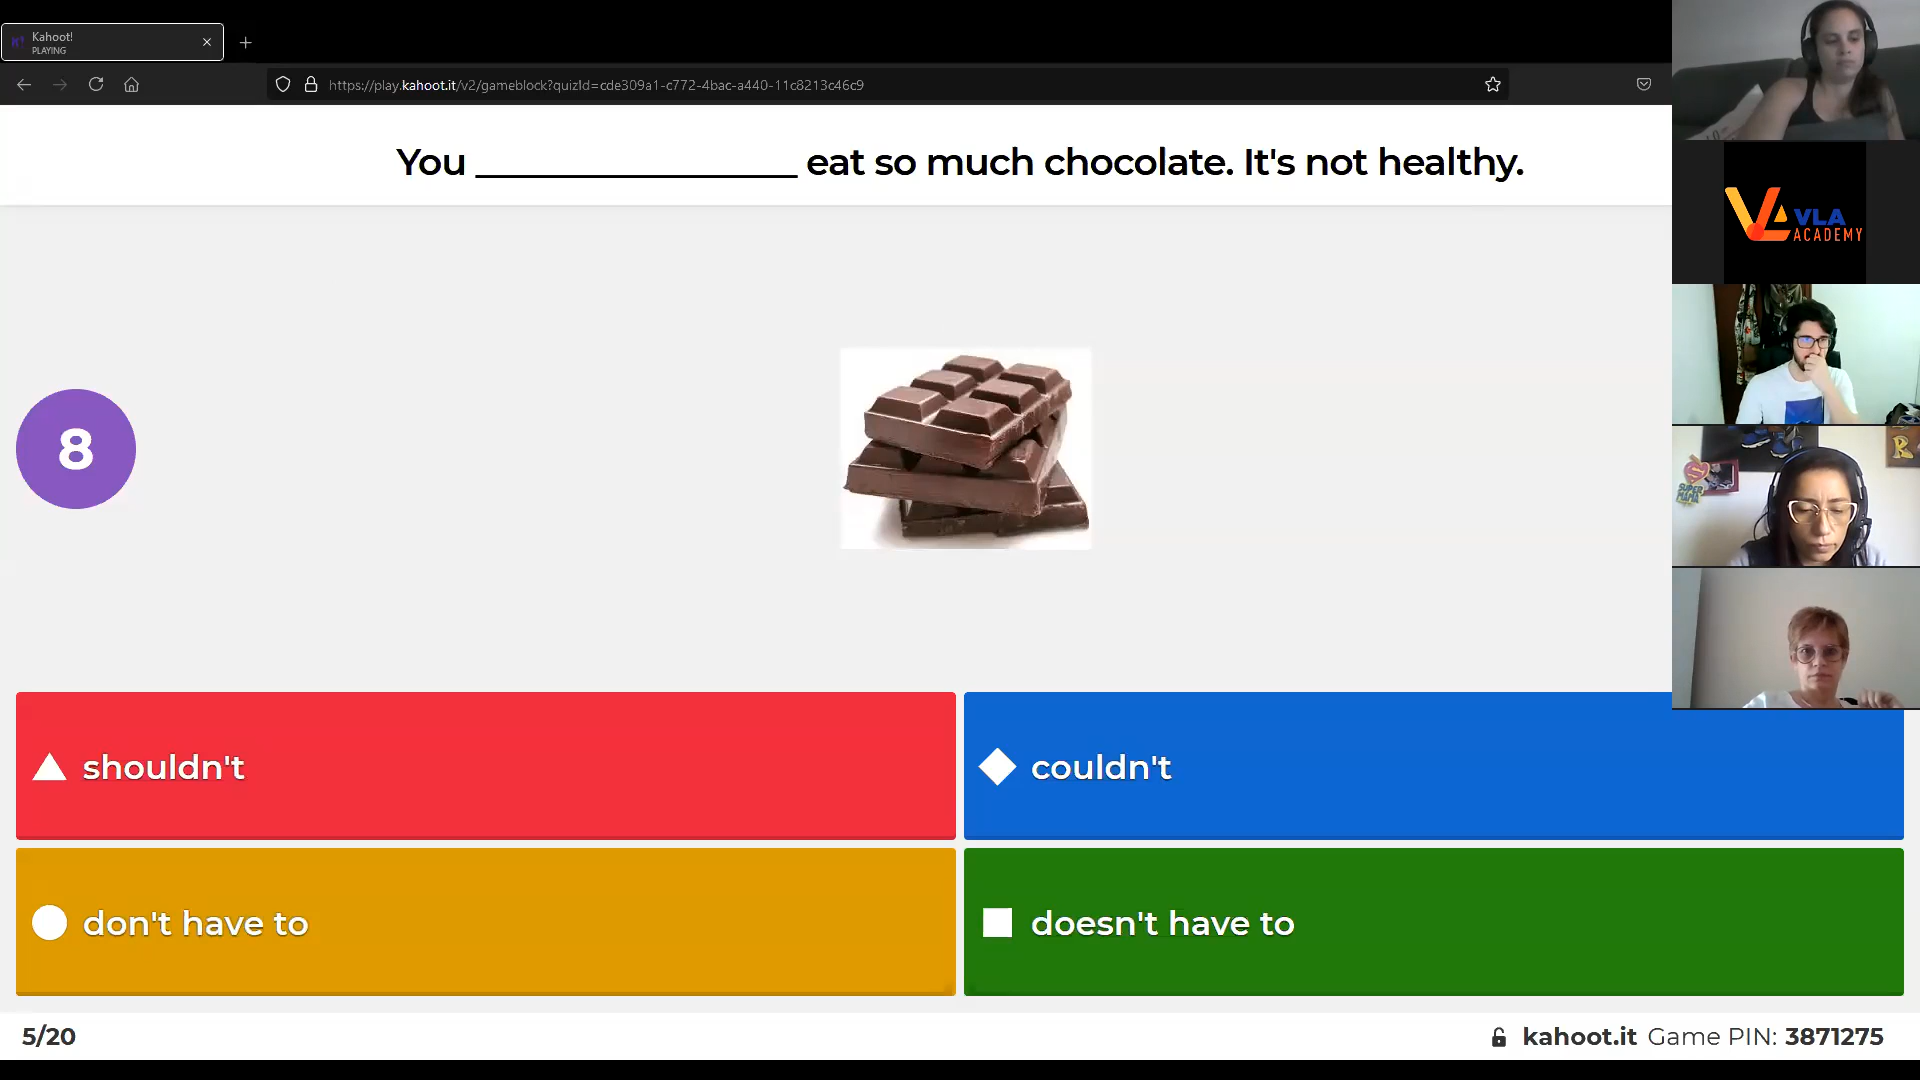 Kahoot!
PLAYING
https://play.kahoot.it/v2/gameblock?quizId=cde309a1-c772-4bac-a440-11c8213c46c9
You ________________ eat so much chocolate. It's not healthy.
VLA
ACADEMY
8
R
SUPER
MAMÁ
shouldn't
couldn't
don't have to
doesn't have to
5/20
kahoot.it Game PIN: 3871275